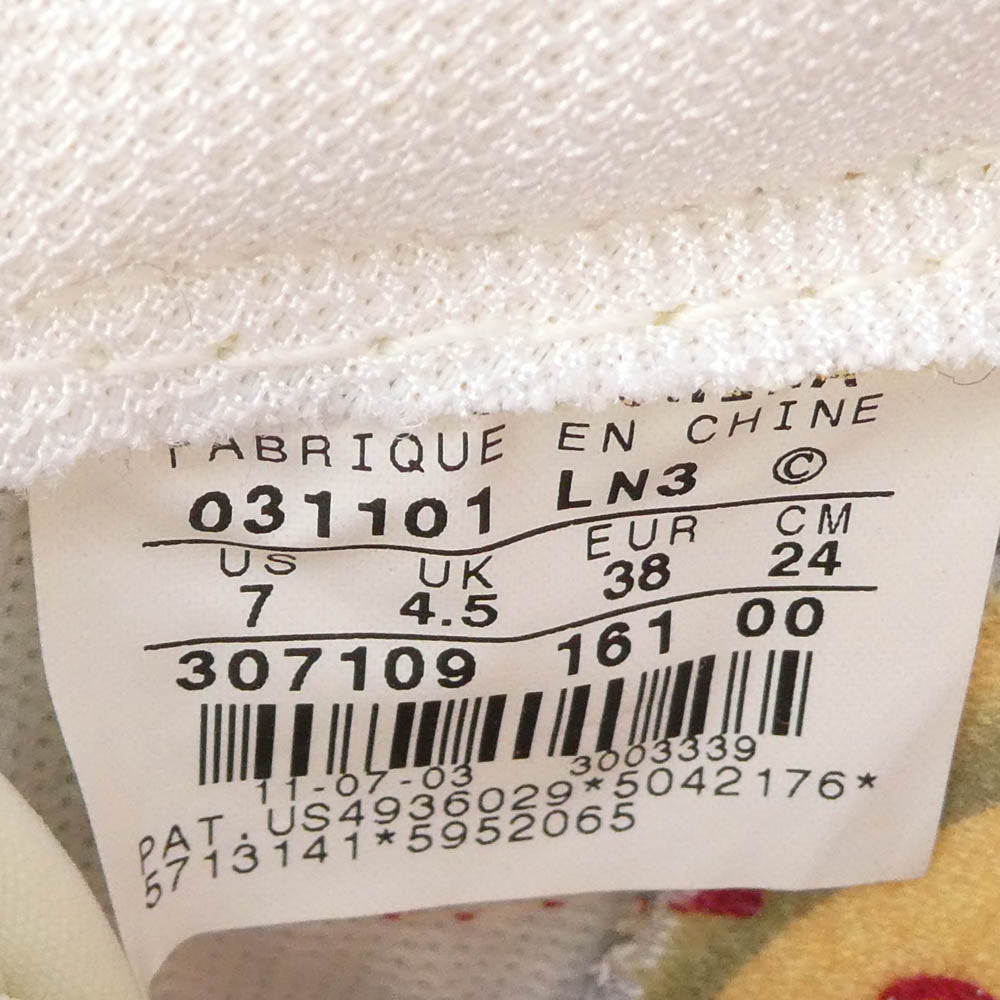 FABRIQUE EN CHINE
031101 LN3 ©
US UK EUR CM
7 4.5 38 24
307109 161 00
11-07-03 3003339
PAT.US4936029*5042176*
5713141*5952065